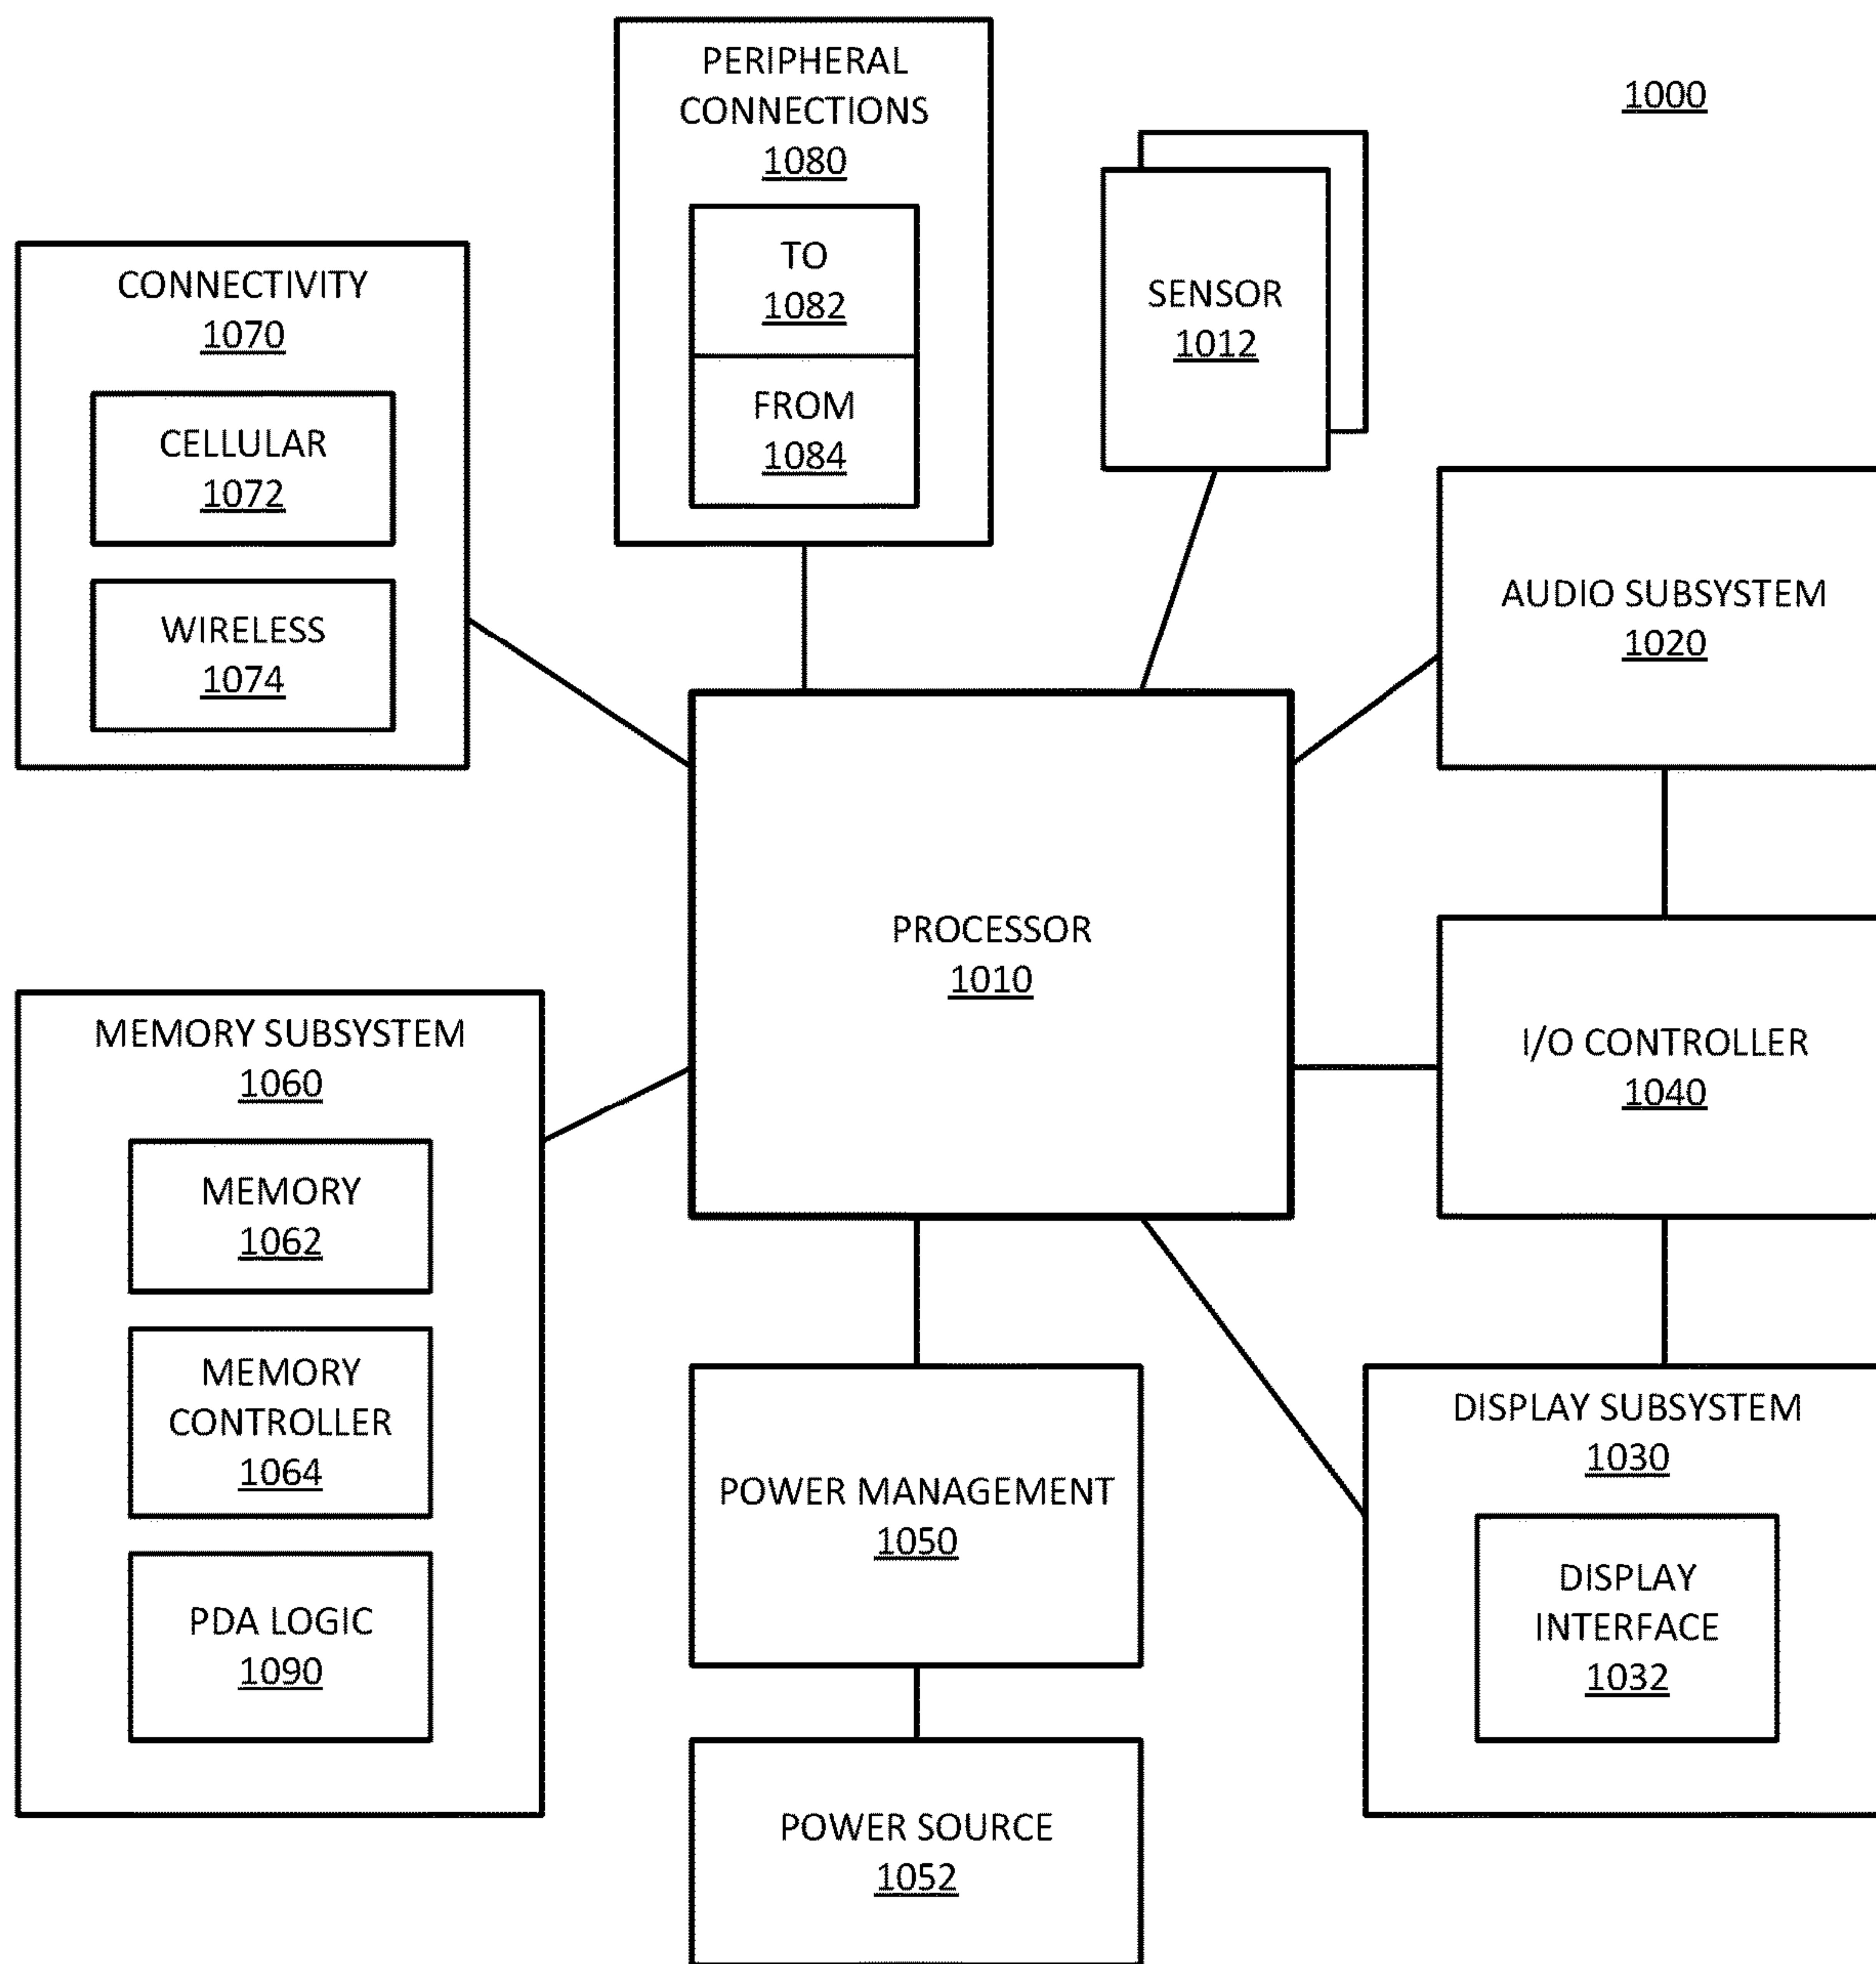 1000
PERIPHERAL
CONNECTIONS
1080
TO
1082
FROM
1084
SENSOR
1012
CONNECTIVITY
1070
CELLULAR
1072
WIRELESS
1074
AUDIO SUBSYSTEM
1020
PROCESSOR
1010
I/O CONTROLLER
1040
MEMORY SUBSYSTEM
1060
MEMORY
1062
MEMORY
CONTROLLER
1064
PDA LOGIC
1090
POWER MANAGEMENT
1050
POWER SOURCE
1052
DISPLAY SUBSYSTEM
1030
DISPLAY
INTERFACE
1032